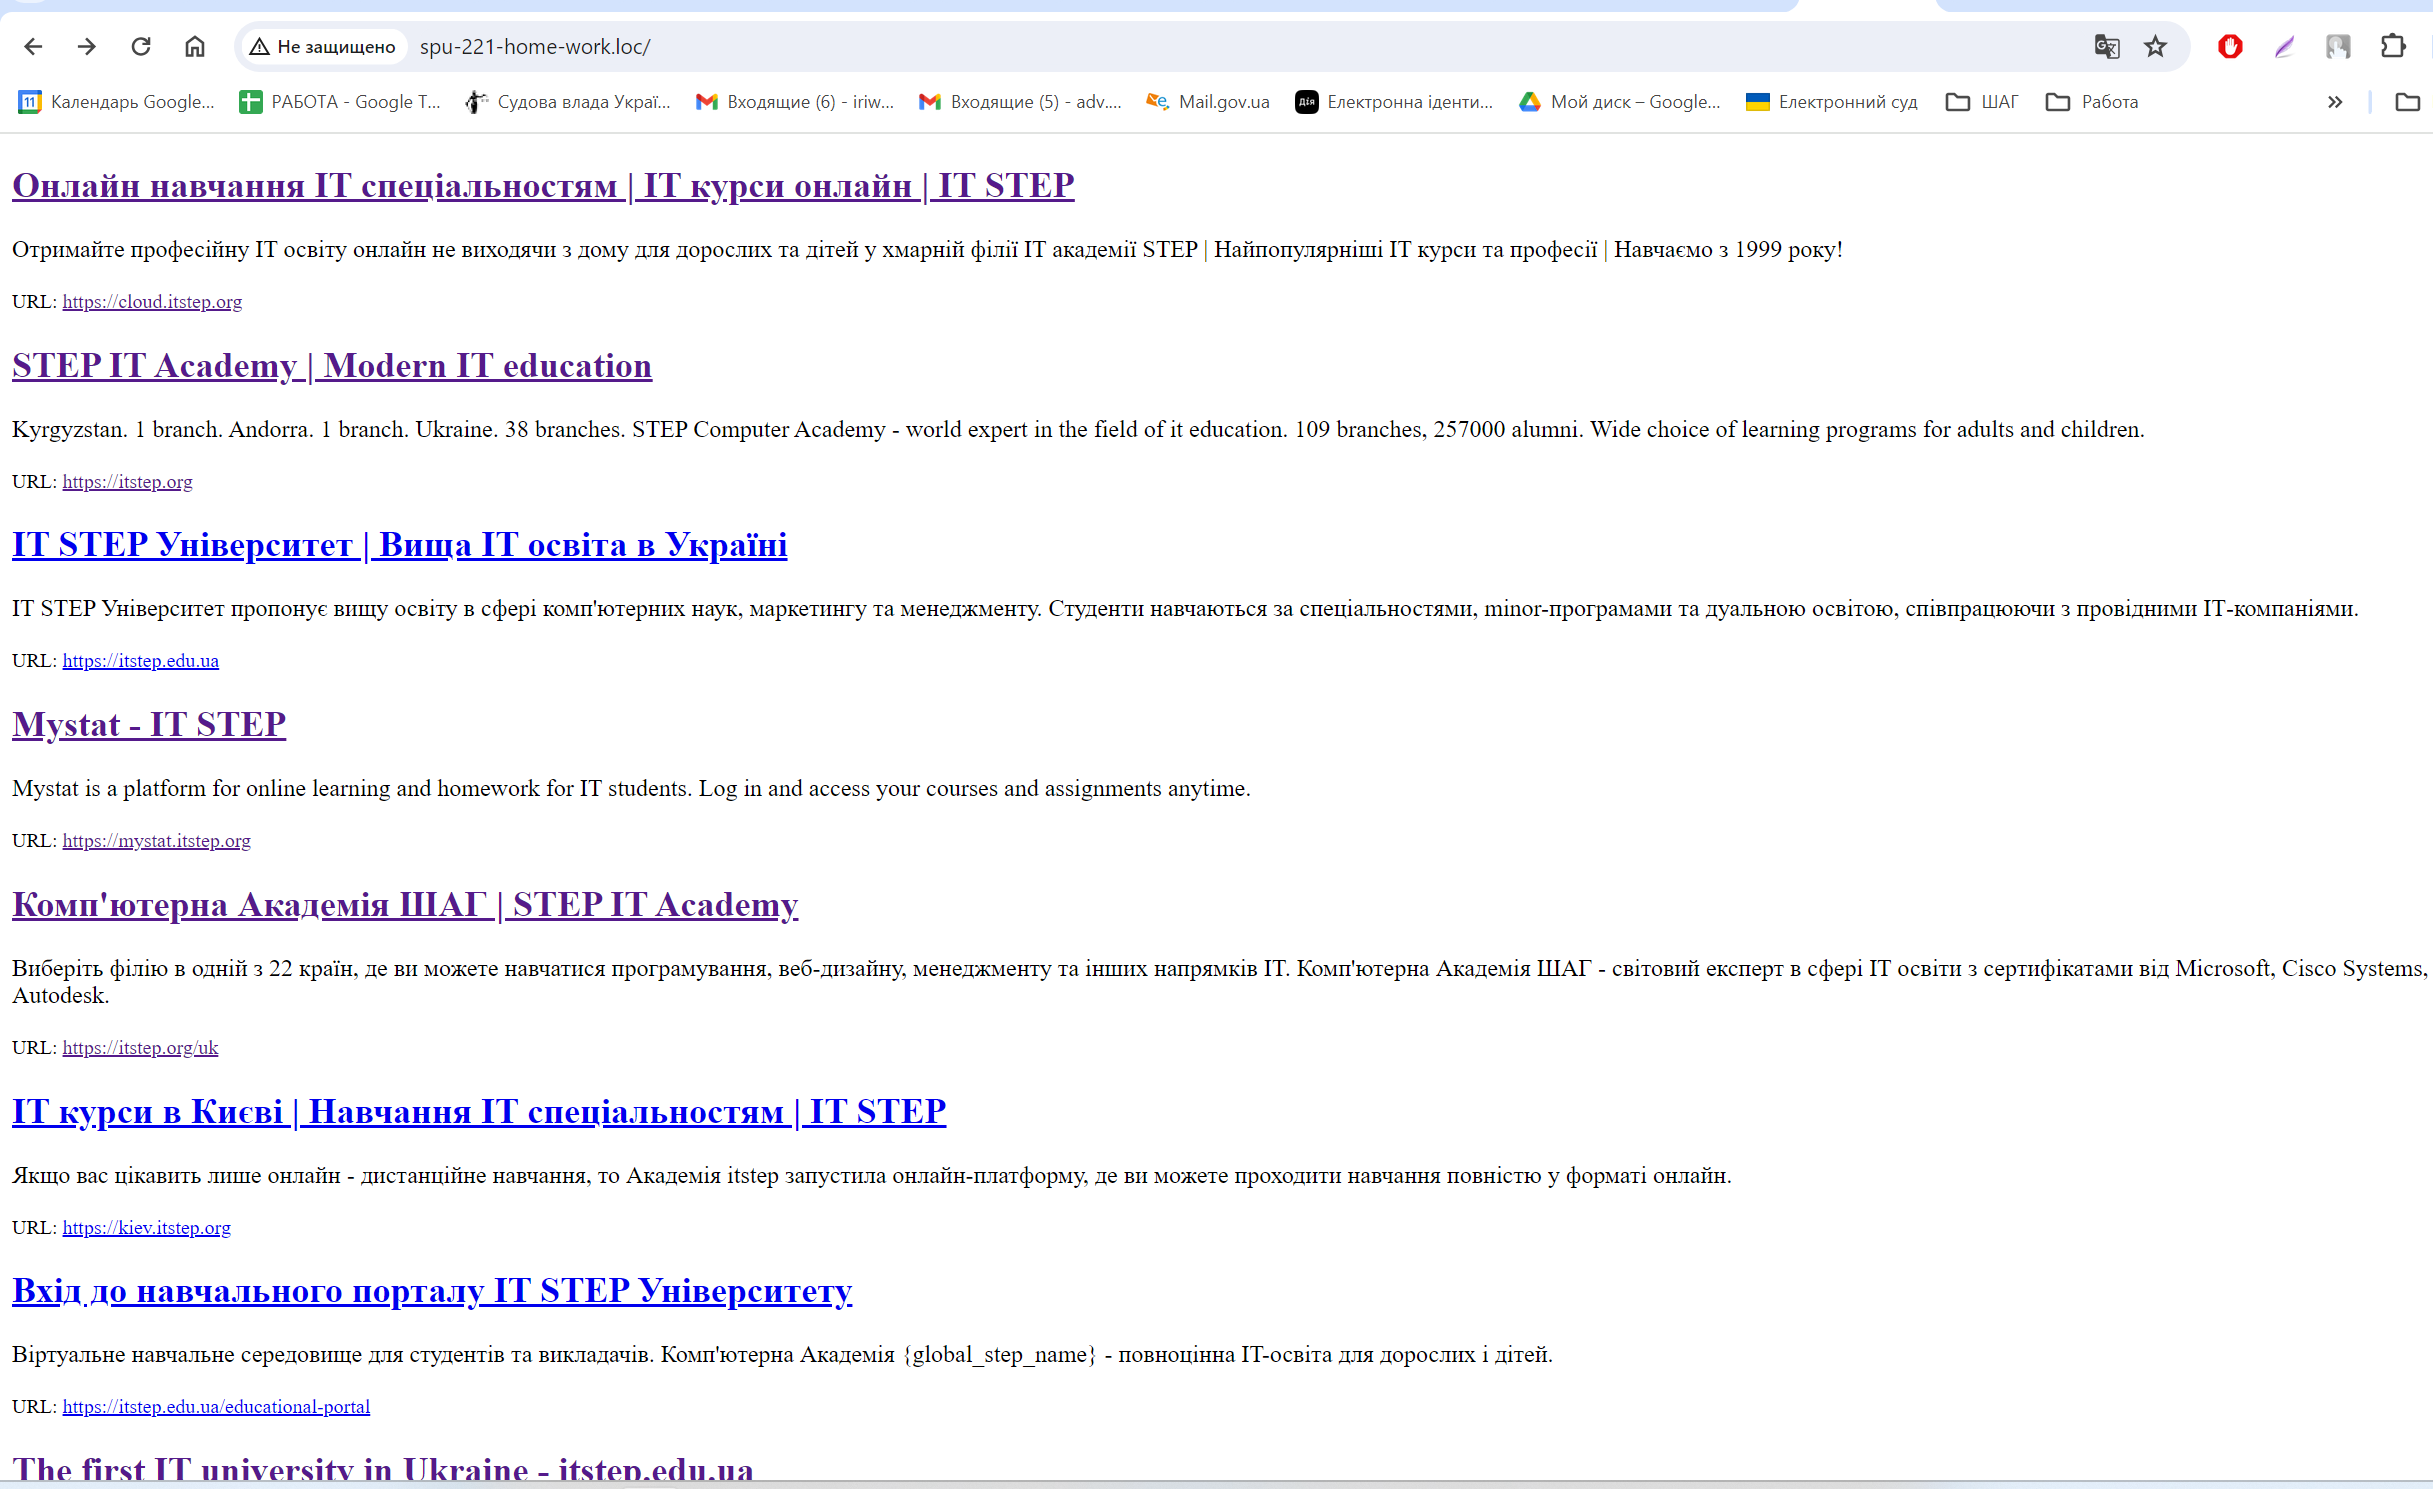 Не защищено spu-221-home-work.loc/
Календарь Google... РАБОТА - Google Т... Судова влада Украї... Входящие (6) - iriw... Входящие (5) - adv.... Mail.gov.ua Дія Електронна іденти... Мой диск – Google... Електронний суд ШАГ Работа
Онлайн навчання IT спеціальностям | IT курси онлайн | IT STEP
Отримайте професійну IT освіту онлайн не виходячи з дому для дорослих та дітей у хмарній філії IT академії STEP | Найпопулярніші IT курси та професії | Навчаємо з 1999 року!
URL: https://cloud.itstep.org
STEP IT Academy | Modern IT education
Kyrgyzstan. 1 branch. Andorra. 1 branch. Ukraine. 38 branches. STEP Computer Academy - world expert in the field of it education. 109 branches, 257000 alumni. Wide choice of learning programs for adults and children.
URL: https://itstep.org
IT STEP Університет | Вища IT освіта в Україні
IT STEP Університет пропонує вищу освіту в сфері комп'ютерних наук, маркетингу та менеджменту. Студенти навчаються за спеціальностями, minor-програмами та дуальною освітою, співпрацюючи з провідними ІТ-компаніями.
URL: https://itstep.edu.ua
Mystat - IT STEP
Mystat is a platform for online learning and homework for IT students. Log in and access your courses and assignments anytime.
URL: https://mystat.itstep.org
Комп'ютерна Академія ШАГ | STEP IT Academy
Виберіть філію в одній з 22 країн, де ви можете навчатися програмування, веб-дизайну, менеджменту та інших напрямків IT. Комп'ютерна Академія ШАГ - світовий експерт в сфері IT освіти з сертифікатами від Microsoft, Cisco Systems,
Autodesk.
URL: https://itstep.org/uk
IT курси в Києві | Навчання IT спеціальностям | IT STEP
Якщо вас цікавить лише онлайн - дистанційне навчання, то Академія itstep запустила онлайн-платформу, де ви можете проходити навчання повністю у форматі онлайн.
URL: https://kiev.itstep.org
Вхід до навчального порталу IT STEP Університету
Віртуальне навчальне середовище для студентів та викладачів. Комп'ютерна Академія {global_step_name} - повноцінна IT-освіта для дорослих і дітей.
URL: https://itstep.edu.ua/educational-portal
The first IT university in Ukraine - itstep.edu.ua